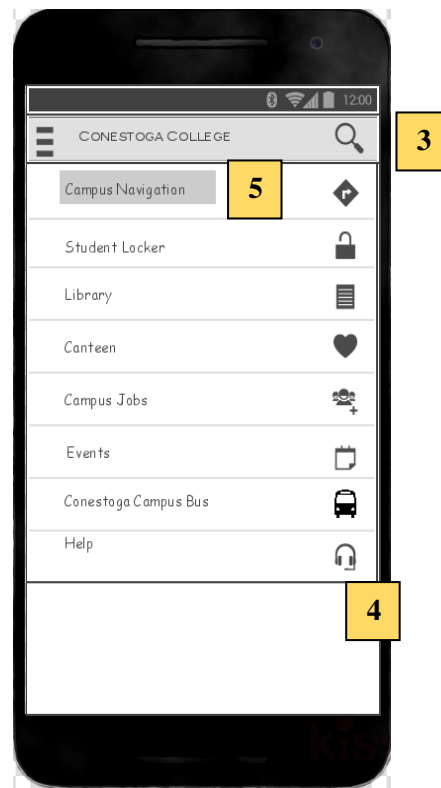 12:00
CONESTOGA COLLEGE
3
Campus Navigation
5
Student Locker
Library
Canteen
Campus Jobs
Events
Conestoga Campus Bus
Help
4
kis